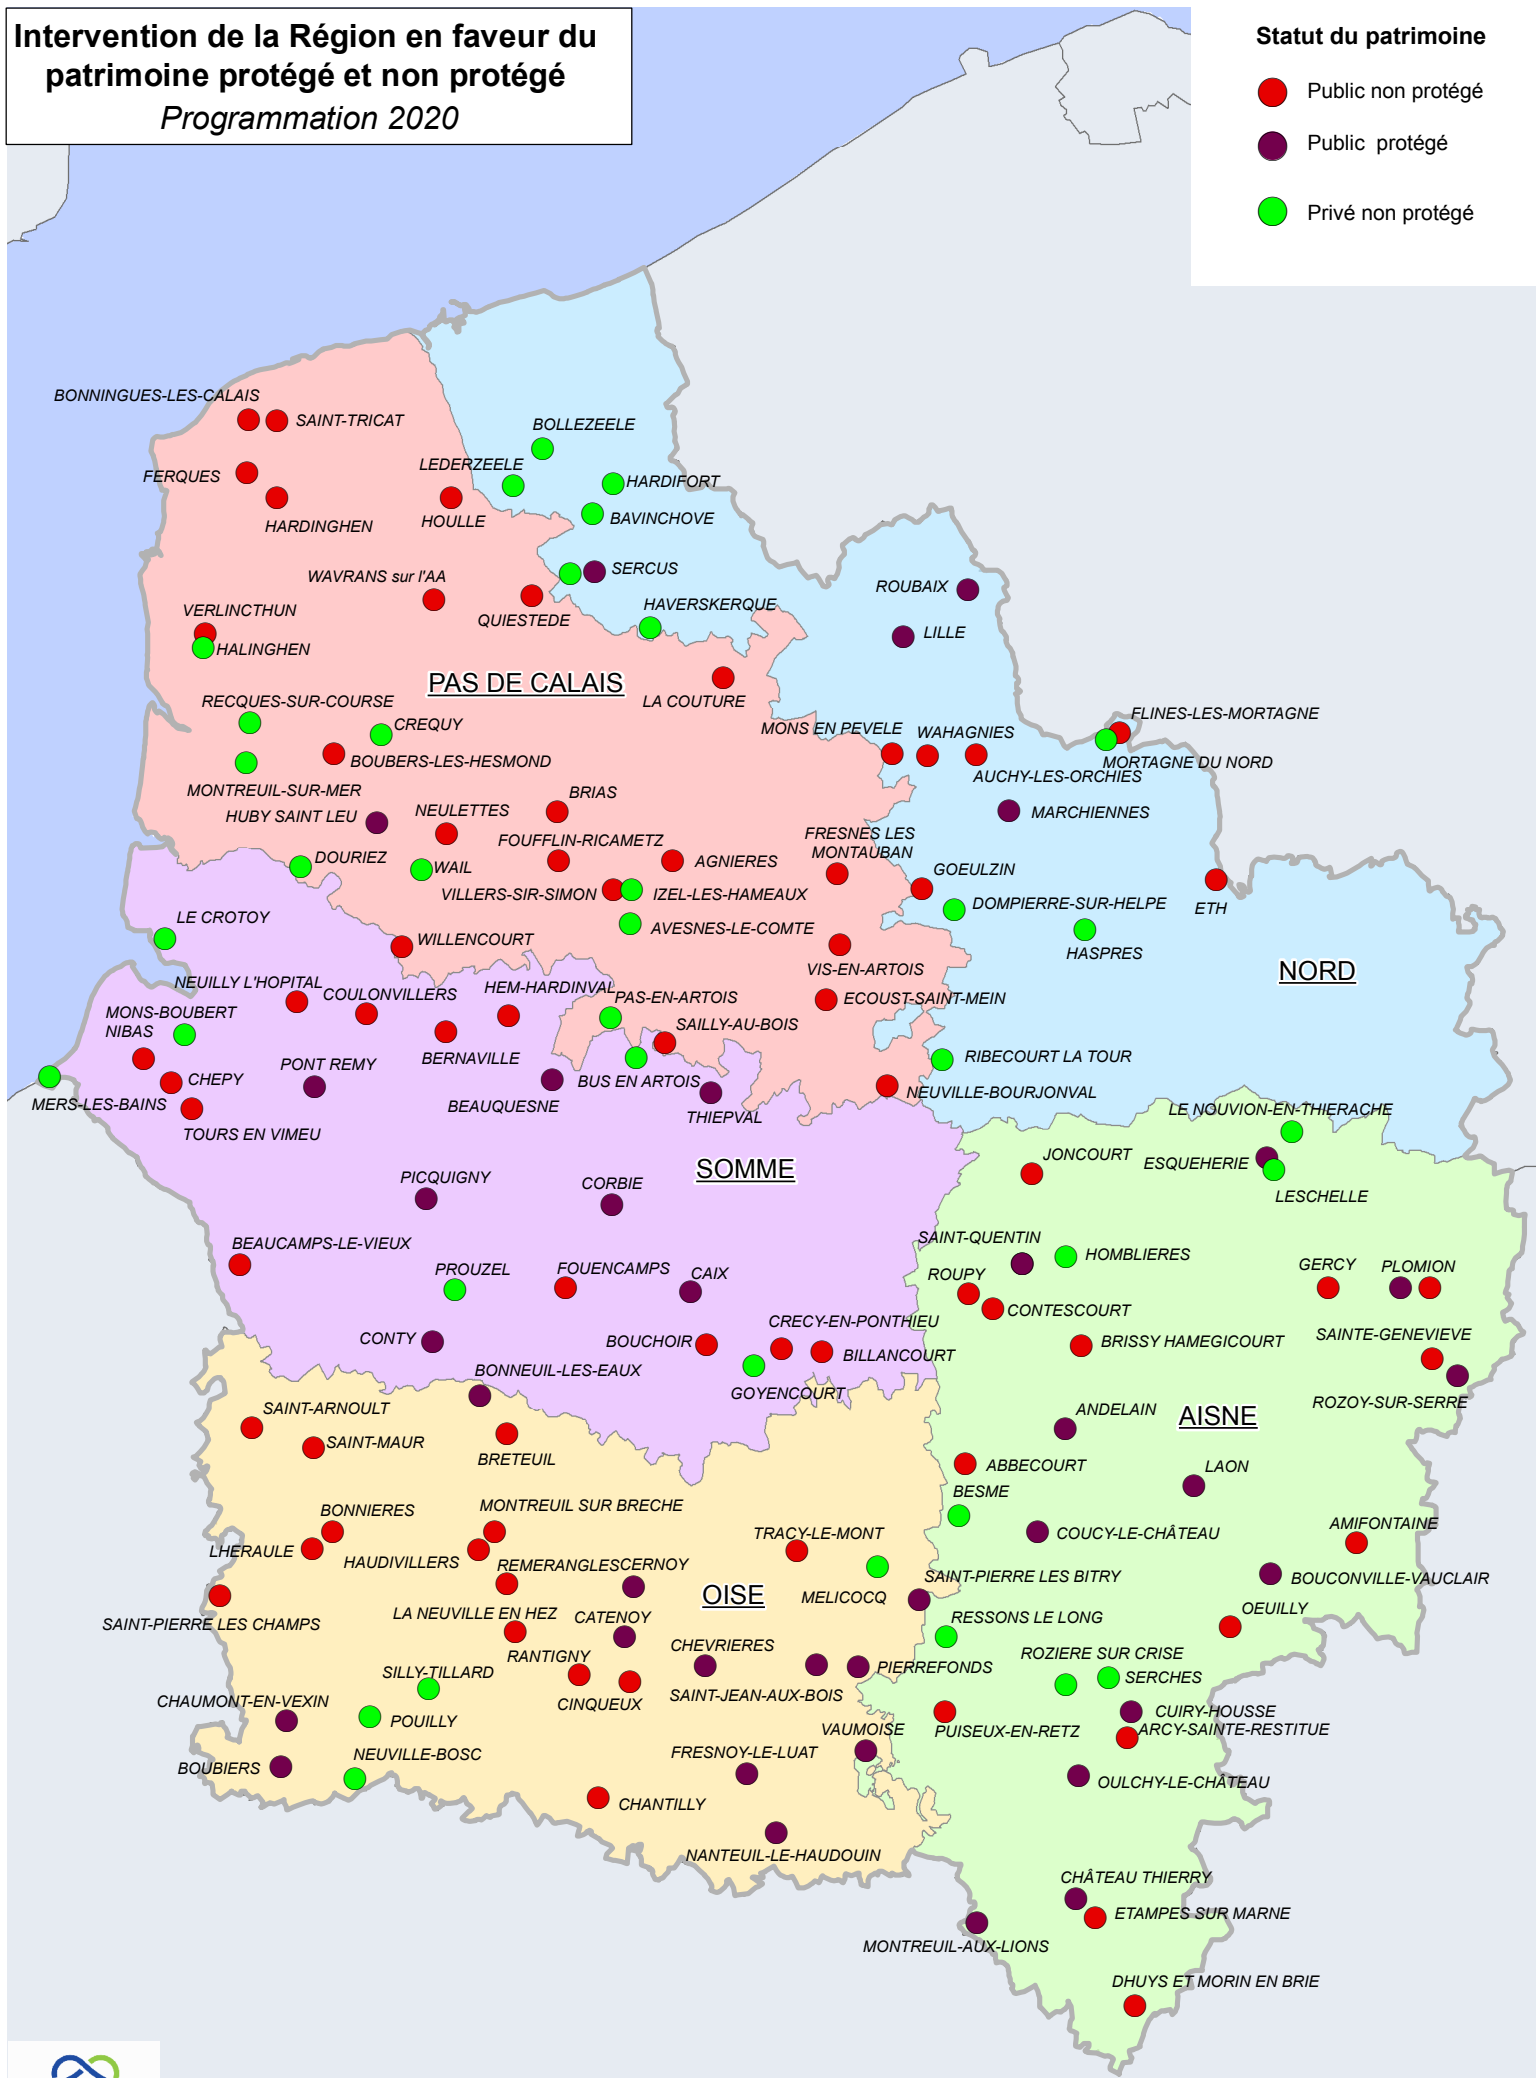 Intervention de la Région en faveur du
patrimoine protégé et non protégé
Programmation 2020
Statut du patrimoine
Public non protégé
Public protégé
Privé non protégé
BONNINGUES-LES-CALAIS
SAINT-TRICAT
BOLLEZEELE
LEDERZEELE
FERQUES
HARDIFORT
HARDINGHEN
HOULLE
BAVINCHOVE
SERCUS
WAVRANS sur l'AA
ROUBAIX
VERLINCTHUN
QUIESTEDE
HAVERSKERQUE
LILLE
HALINGHEN
PAS DE CALAIS
RECQUES-SUR-COURSE
LA COUTURE
CREQUY
FLINES-LES-MORTAGNE
MONS EN PEVELE
WAHAGNIES
BOUBERS-LES-HESMOND
MORTAGNE DU NORD
AUCHY-LES-ORCHIES
MONTREUIL-SUR-MER
BRIAS
HUBY SAINT LEU
NEULETTES
MARCHIENNES
FOUFFLIN-RICAMETZ
FRESNES LES
MONTAUBAN
DOURIEZ
WAIL
AGNIERES
GOEULZIN
VILLERS-SIR-SIMON
IZEL-LES-HAMEAUX
DOMPIERRE-SUR-HELPE
ETH
LE CROTOY
AVESNES-LE-COMTE
WILLENCOURT
HASPRES
VIS-EN-ARTOIS
NORD
NEUILLY L'HOPITAL
COULONVILLERS
HEM-HARDINVAL
PAS-EN-ARTOIS
ECOUST-SAINT-MEIN
MONS-BOUBERT
NIBAS
SAILLY-AU-BOIS
BERNAVILLE
PONT REMY
RIBECOURT LA TOUR
CHEPY
BUS EN ARTOIS
MERS-LES-BAINS
BEAUQUESNE
NEUVILLE-BOURJONVAL
THIEPVAL
LE NOUVION-EN-THIERACHE
TOURS EN VIMEU
JONCOURT
ESQUEHERIE
SOMME
PICQUIGNY
CORBIE
LESCHELLE
SAINT-QUENTIN
BEAUCAMPS-LE-VIEUX
HOMBLIERES
PROUZEL
FOUENCAMPS
CAIX
ROUPY
GERCY
PLOMION
CONTESCOURT
CRECY-EN-PONTHIEU
CONTY
BOUCHOIR
BRISSY HAMEGICOURT
SAINTE-GENEVIEVE
BILLANCOURT
BONNEUIL-LES-EAUX
GOYENCOURT
ROZOY-SUR-SERRE
SAINT-ARNOULT
ANDELAIN
AISNE
SAINT-MAUR
BRETEUIL
ABBECOURT
LAON
BESME
BONNIERES
MONTREUIL SUR BRECHE
TRACY-LE-MONT
COUCY-LE-CHÂTEAU
AMIFONTAINE
LHERAULE
HAUDIVILLERS
REMERANGLES
CERNOY
SAINT-PIERRE LES BITRY
BOUCONVILLE-VAUCLAIR
OISE
MELICOCQ
SAINT-PIERRE LES CHAMPS
LA NEUVILLE EN HEZ
CATENOY
RESSONS LE LONG
OEUILLY
CHEVRIERES
RANTIGNY
ROZIERE SUR CRISE
SILLY-TILLARD
PIERREFONDS
SERCHES
SAINT-JEAN-AUX-BOIS
CHAUMONT-EN-VEXIN
CINQUEUX
CUIRY-HOUSSE
POUILLY
VAUMOISE
PUISEUX-EN-RETZ
ARCY-SAINTE-RESTITUE
NEUVILLE-BOSC
FRESNOY-LE-LUAT
BOUBIERS
OULCHY-LE-CHÂTEAU
CHANTILLY
NANTEUIL-LE-HAUDOUIN
CHÂTEAU THIERRY
ETAMPES SUR MARNE
MONTREUIL-AUX-LIONS
DHUYS ET MORIN EN BRIE